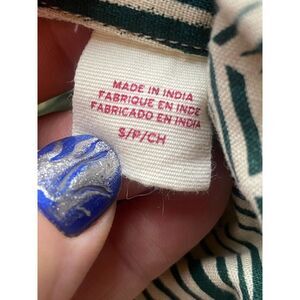 MADE IN INDIA
FABRIQUE EN INDE
FABRICADO EN INDIA
S/P/CH